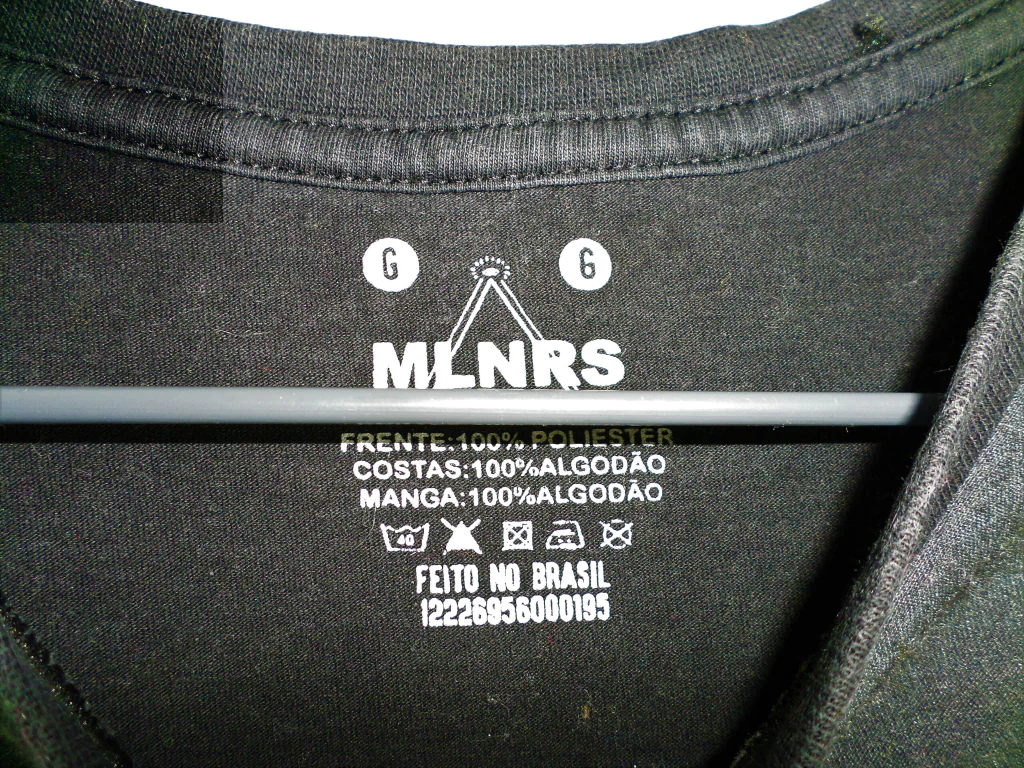 G G
MLNRS
FRENTE:100% POLIESTER
COSTAS:100%ALGODÃO
MANGA:100%ALGODÃO
40
FEITO NO BRASIL
12226956000195